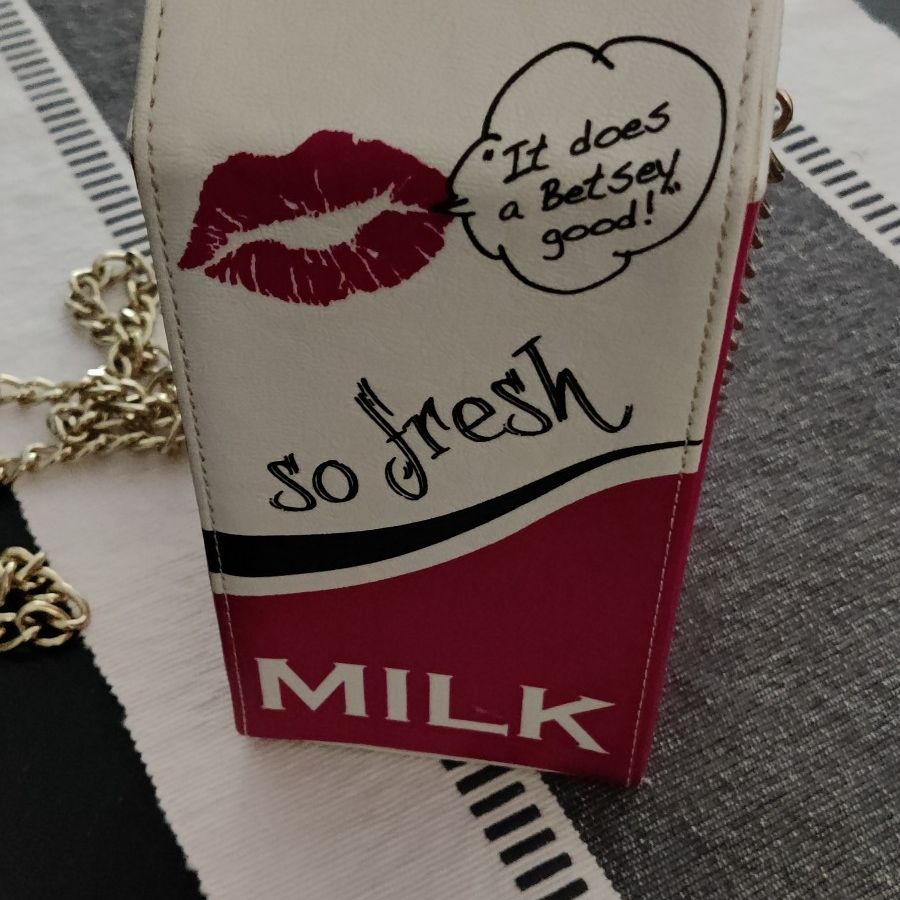 "It does
a Betsey
good!"
so fresh
MILK